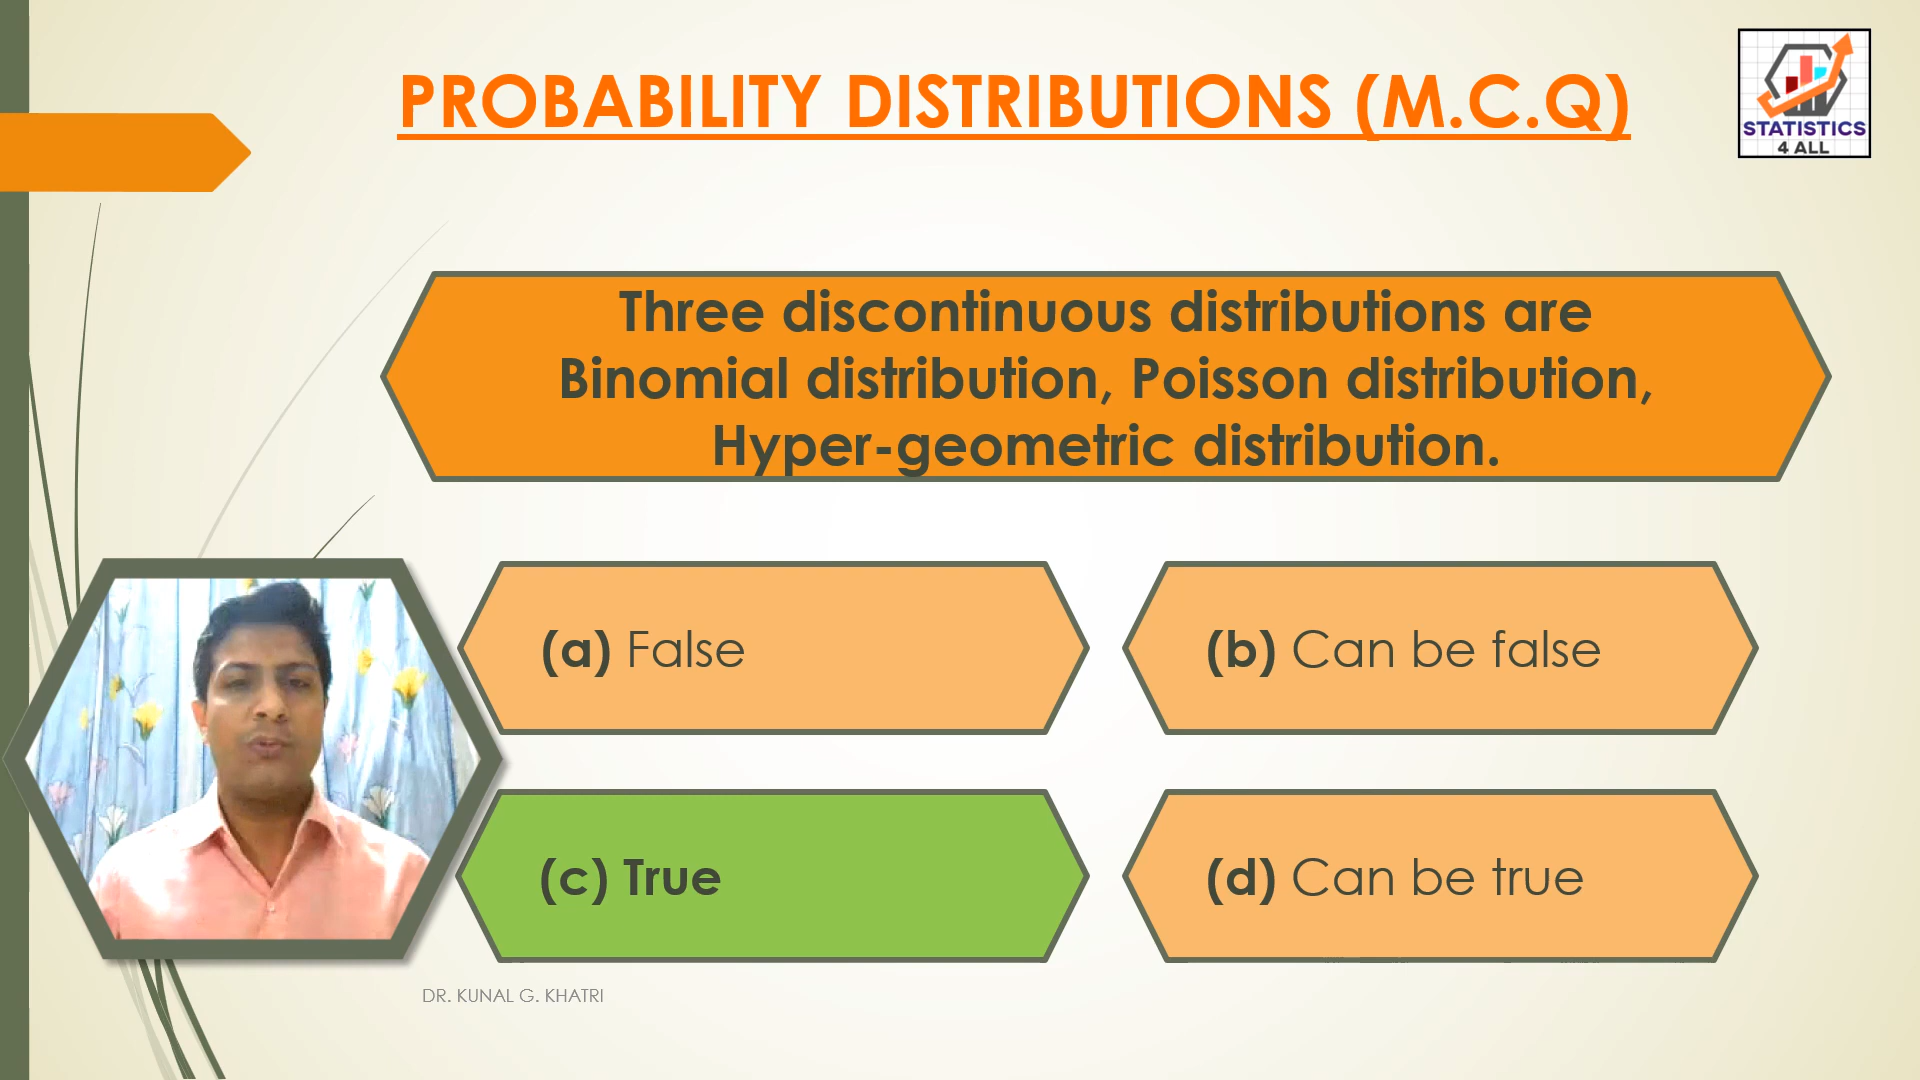 PROBABILITY DISTRIBUTIONS (M.C.Q)
STATISTICS
4 ALL
Three discontinuous distributions are
Binomial distribution, Poisson distribution,
Hyper-geometric distribution.
(a) False
(b) Can be false
(c) True
(d) Can be true
DR. KUNAL G. KHATRI